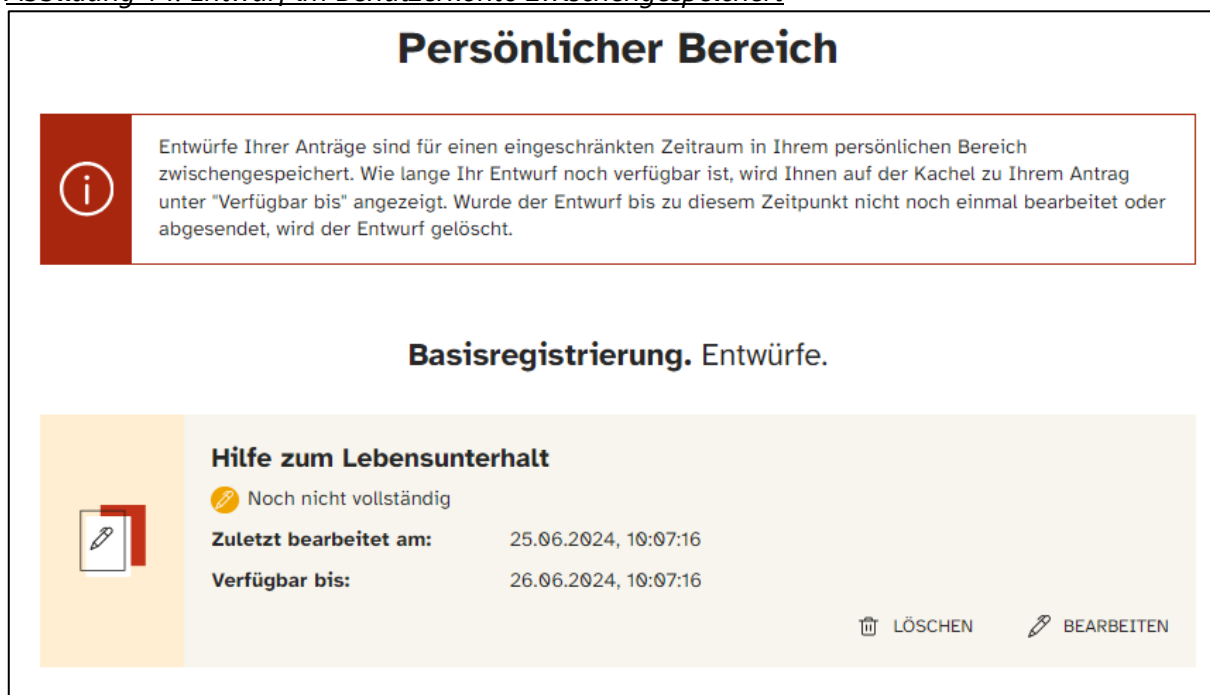 Entwurf im Benutzerkonto zwischengespeichert
Persönlicher Bereich
Entwürfe Ihrer Anträge sind für einen eingeschränkten Zeitraum in Ihrem persönlichen Bereich
zwischengespeichert. Wie lange Ihr Entwurf noch verfügbar ist, wird Ihnen auf der Kachel zu Ihrem Antrag
unter "Verfügbar bis" angezeigt. Wurde der Entwurf bis zu diesem Zeitpunkt nicht noch einmal bearbeitet oder
abgesendet, wird der Entwurf gelöscht.
Basisregistrierung. Entwürfe.
Hilfe zum Lebensunterhalt
Noch nicht vollständig
Zuletzt bearbeitet am: 25.06.2024, 10:07:16
Verfügbar bis: 26.06.2024, 10:07:16
LÖSCHEN BEARBEITEN